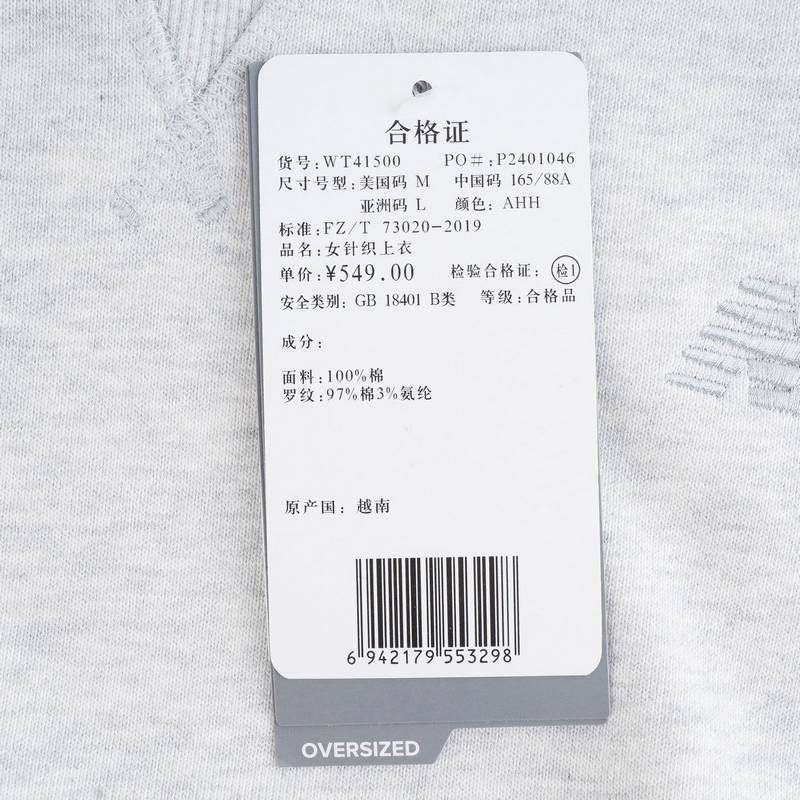 合格证
货号:WT41500 PO#:P2401046
尺寸号型:美国码 M 中国码 165/88A
亚洲码 L 颜色: AHH
标准:FZ/T 73020-2019
品名:女针织上衣
单价:¥549.00 检验合格证: 检1
安全类别: GB 18401 B类 等级:合格品
成分:
面料:100%棉
罗纹:97%棉3%氨纶
原产国: 越南
6 942179 553298
OVERSIZED